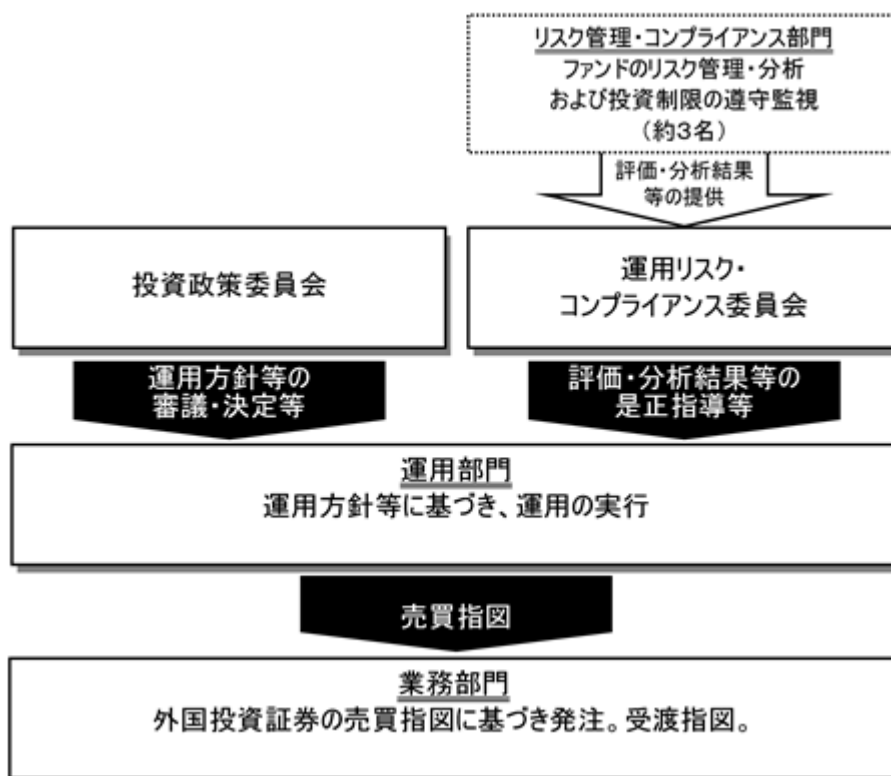 リスク管理・コンプライアンス部門
ファンドのリスク管理・分析
および投資制限の遵守監視
（約３名）
評価・分析結果
等の提供
投資政策委員会
運用リスク・
コンプライアンス委員会
運用方針等の
審議・決定等
評価・分析結果等の
是正指導等
運用部門
運用方針等に基づき、運用の実行
売買指図
業務部門
外国投資証券の売買指図に基づき発注。受渡指図。